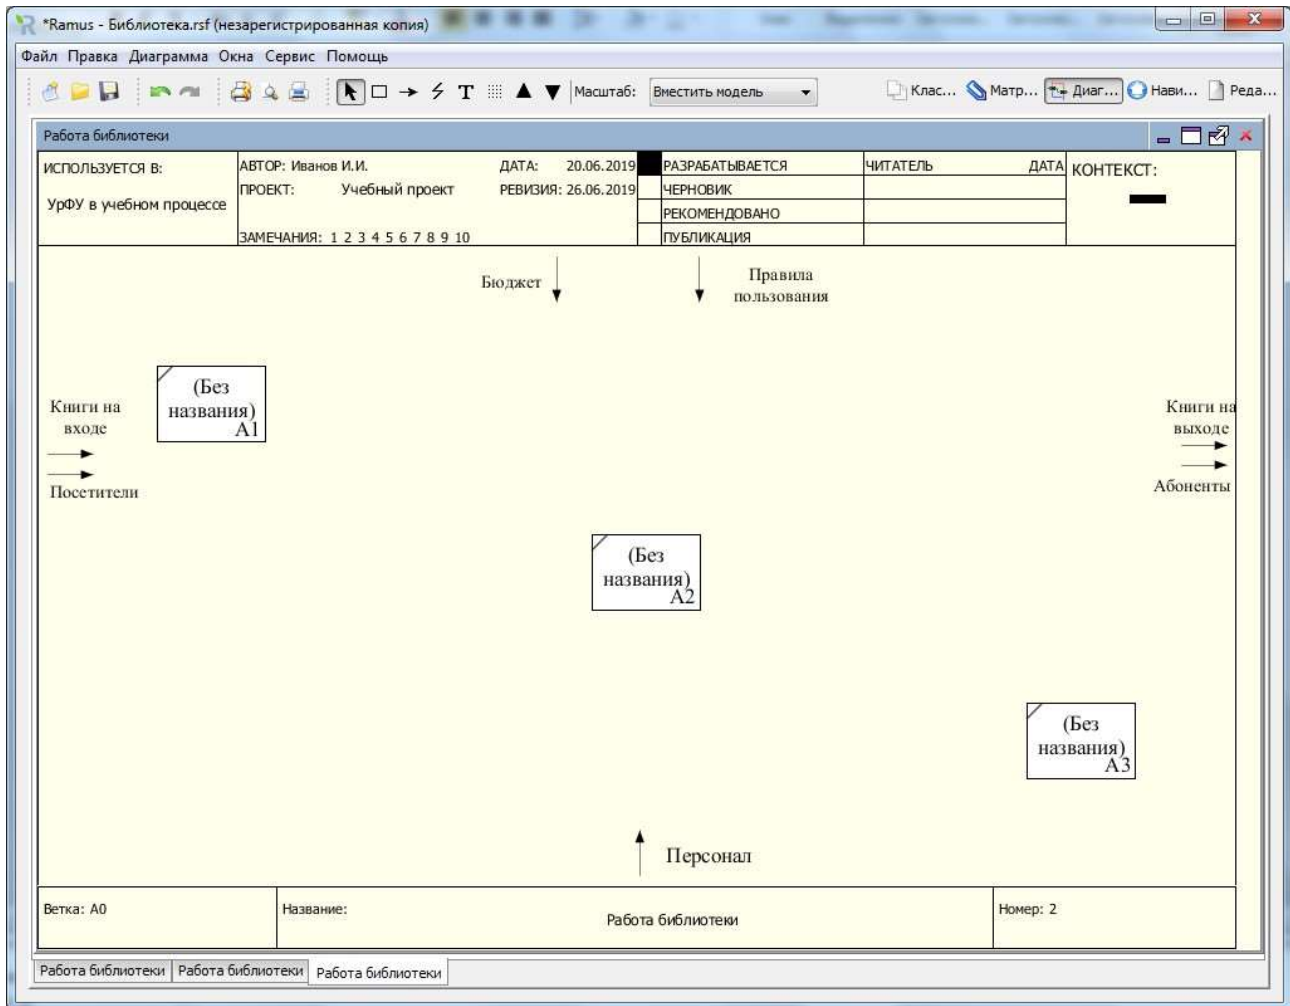 *Ramus - Библиотека.rsf (незарегистрированная копия)
Файл Правка Диаграмма Окна Сервис Помощь
T Масштаб: Вместить модель Клас... Матр... Диаг... Нави... Реда...
Работа библиотеки
ИСПОЛЬЗУЕТСЯ В:
УрФУ в учебном процессе
АВТОР: Иванов И.И. ДАТА: 20.06.2019
ПРОЕКТ: Учебный проект РЕВИЗИЯ: 26.06.2019
ЗАМЕЧАНИЯ: 1 2 3 4 5 6 7 8 9 10
РАЗРАБАТЫВАЕТСЯ
ЧЕРНОВИК
РЕКОМЕНДОВАНО
ПУБЛИКАЦИЯ
ЧИТАТЕЛЬ ДАТА
КОНТЕКСТ:
Бюджет
Правила
пользования
(Без
названия)
A1
Книги на
входе
Посетители
Книги на
выходе
Абоненты
(Без
названия)
A2
(Без
названия)
A3
Персонал
Ветка: A0
Название:
Работа библиотеки
Номер: 2
Работа библиотеки Работа библиотеки Работа библиотеки